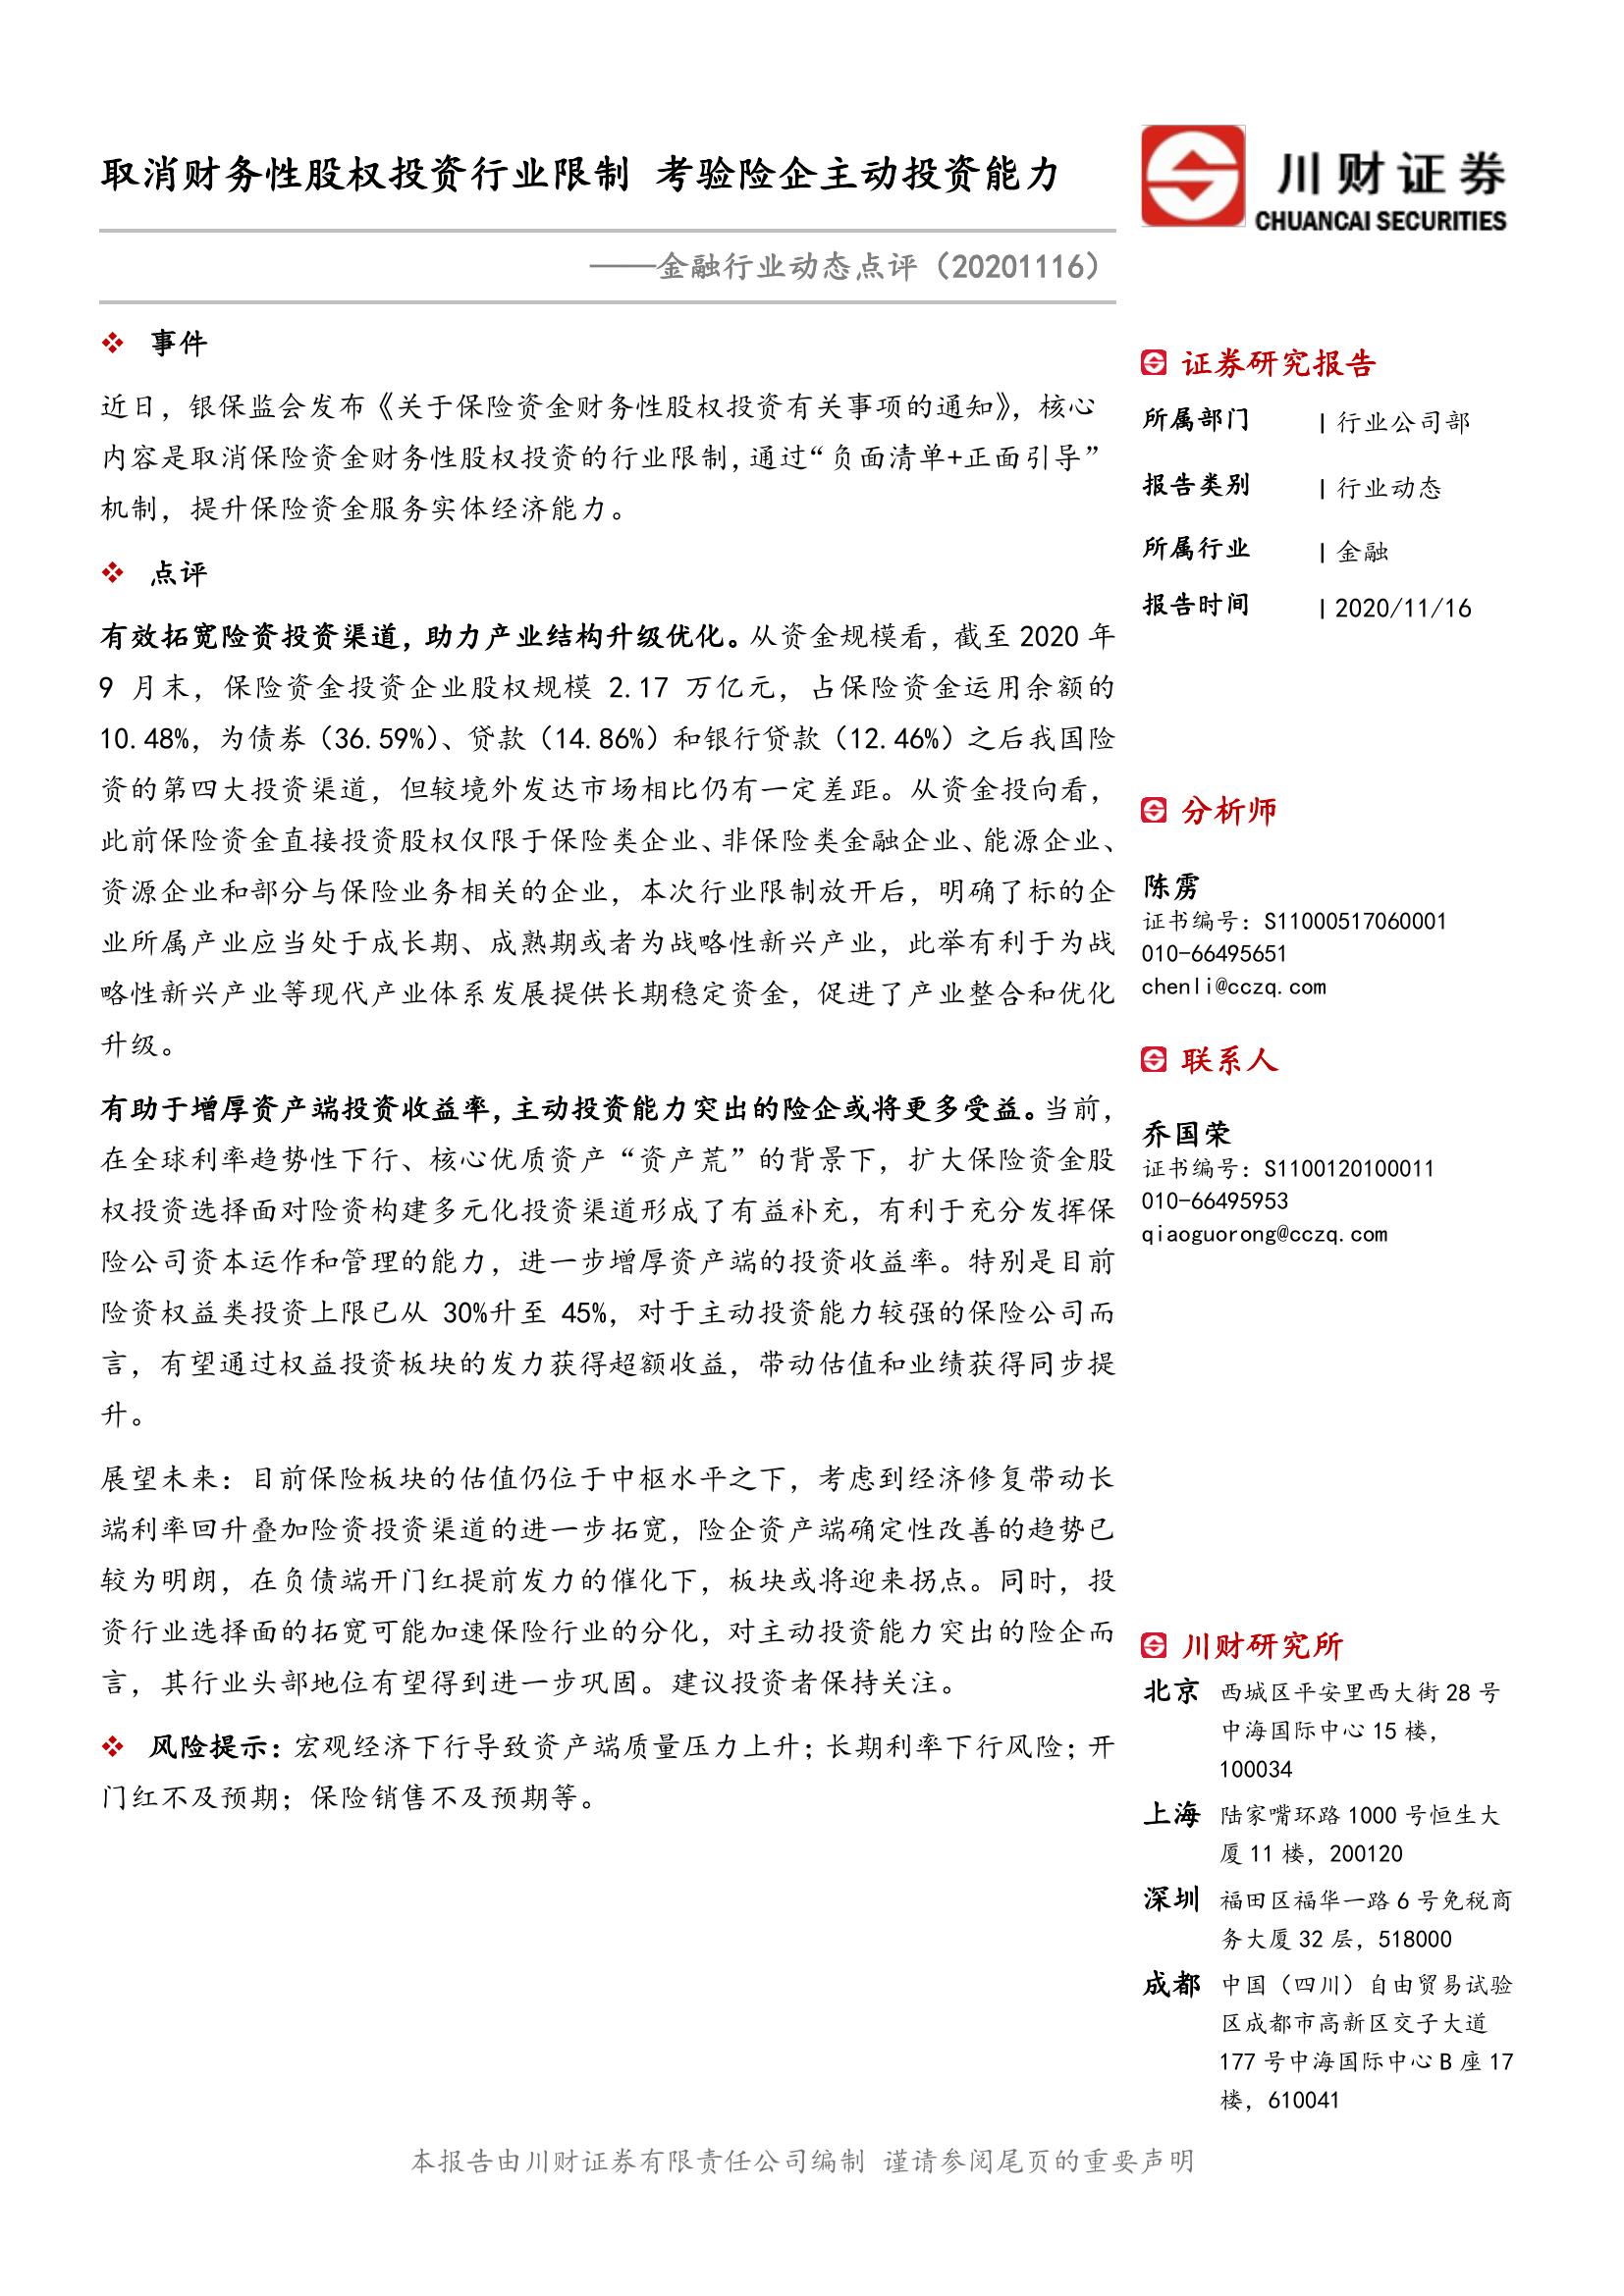 取消财务性股权投资行业限制 考验险企主动投资能力
——金融行业动态点评（20201116）
事件
近日，银保监会发布《关于保险资金财务性股权投资有关事项的通知》，核心
内容是取消保险资金财务性股权投资的行业限制，通过“负面清单+正面引导”
机制，提升保险资金服务实体经济能力。
点评
有效拓宽险资投资渠道，助力产业结构升级优化。从资金规模看，截至 2020 年
9 月末，保险资金投资企业股权规模 2.17 万亿元，占保险资金运用余额的
10.48%，为债券（36.59%）、贷款（14.86%）和银行贷款（12.46%）之后我国险
资的第四大投资渠道，但较境外发达市场相比仍有一定差距。从资金投向看，
此前保险资金直接投资股权仅限于保险类企业、非保险类金融企业、能源企业、
资源企业和部分与保险业务相关的企业，本次行业限制放开后，明确了标的企
业所属产业应当处于成长期、成熟期或者为战略性新兴产业，此举有利于为战
略性新兴产业等现代产业体系发展提供长期稳定资金，促进了产业整合和优化
升级。
有助于增厚资产端投资收益率，主动投资能力突出的险企或将更多受益。当前，
在全球利率趋势性下行、核心优质资产“资产荒”的背景下，扩大保险资金股
权投资选择面对险资构建多元化投资渠道形成了有益补充，有利于充分发挥保
险公司资本运作和管理的能力，进一步增厚资产端的投资收益率。特别是目前
险资权益类投资上限已从 30%升至 45%，对于主动投资能力较强的保险公司而
言，有望通过权益投资板块的发力获得超额收益，带动估值和业绩获得同步提
升。
展望未来：目前保险板块的估值仍位于中枢水平之下，考虑到经济修复带动长
端利率回升叠加险资投资渠道的进一步拓宽，险企资产端确定性改善的趋势已
较为明朗，在负债端开门红提前发力的催化下，板块或将迎来拐点。同时，投
资行业选择面的拓宽可能加速保险行业的分化，对主动投资能力突出的险企而
言，其行业头部地位有望得到进一步巩固。建议投资者保持关注。
风险提示：宏观经济下行导致资产端质量压力上升；长期利率下行风险；开
门红不及预期；保险销售不及预期等。
川财证券
CHUANCAI SECURITIES
证券研究报告
所属部门 | 行业公司部
报告类别 | 行业动态
所属行业 | 金融
报告时间 | 2020/11/16
分析师
陈雳
证书编号：S11000517060001
010-66495651
chenli@cczq.com
联系人
乔国荣
证书编号：S1100120100011
010-66495953
qiaoguorong@cczq.com
川财研究所
北京 西城区平安里西大街 28 号
中海国际中心 15 楼，
100034
上海 陆家嘴环路 1000 号恒生大
厦 11 楼，200120
深圳 福田区福华一路 6 号免税商
务大厦 32 层，518000
成都 中国（四川）自由贸易试验
区成都市高新区交子大道
177 号中海国际中心 B 座 17
楼，610041
本报告由川财证券有限责任公司编制 谨请参阅尾页的重要声明